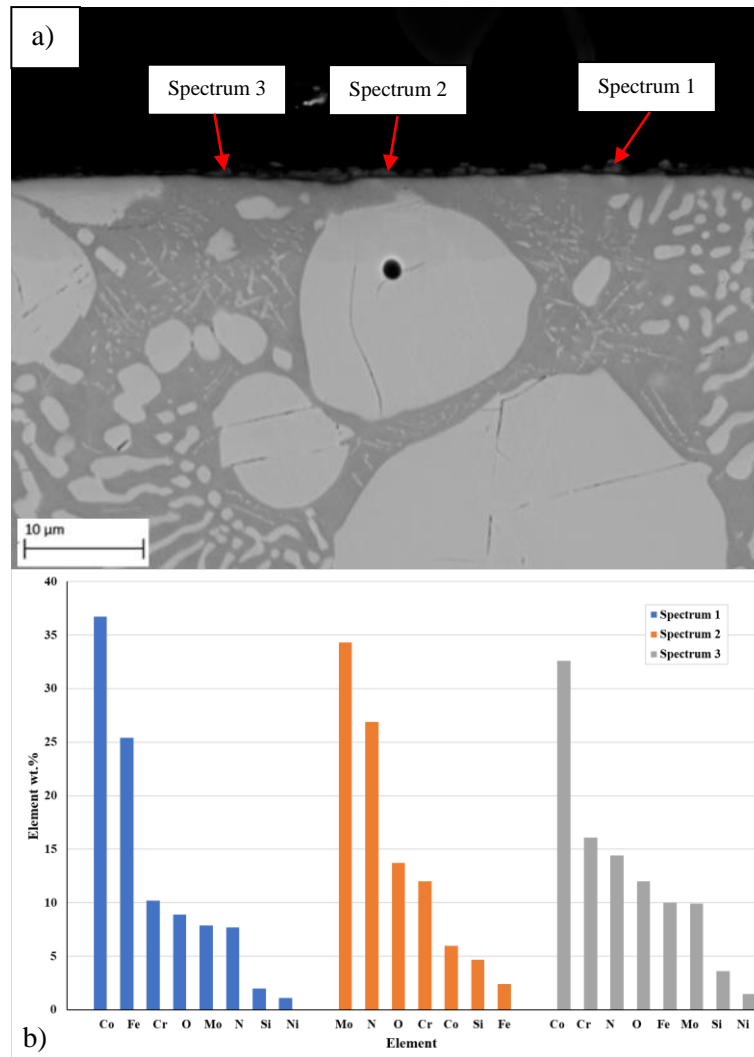 a)
Spectrum 3
Spectrum 2
Spectrum 1
10 µm
40
35
30
25
20
15
10
5
0
Element wt.%
Spectrum 1
Spectrum 2
Spectrum 3
Co Fe Cr O Mo N Si Ni Mo N O Cr Co Si Fe Co Cr N O Fe Mo Si Ni
Element
b)